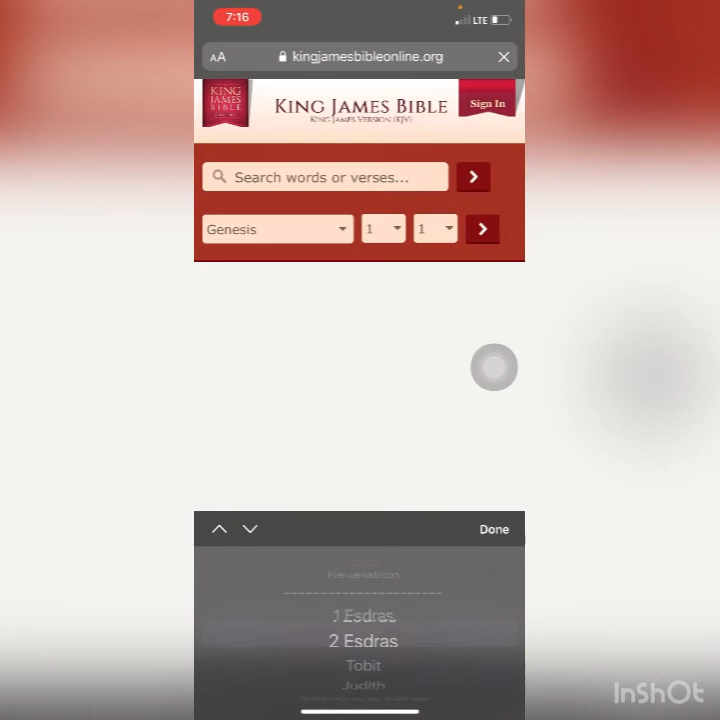 7:16
LTE
AA
kingjamesbibleonline.org
KING
JAMES
BIBLE
KING JAMES BIBLE
KING JAMES VERSION (KJV)
Sign In
Search words or verses...
Genesis
1
1
Done
Revelation
----------------------
1 Esdras
2 Esdras
Tobit
Judith
InShOt